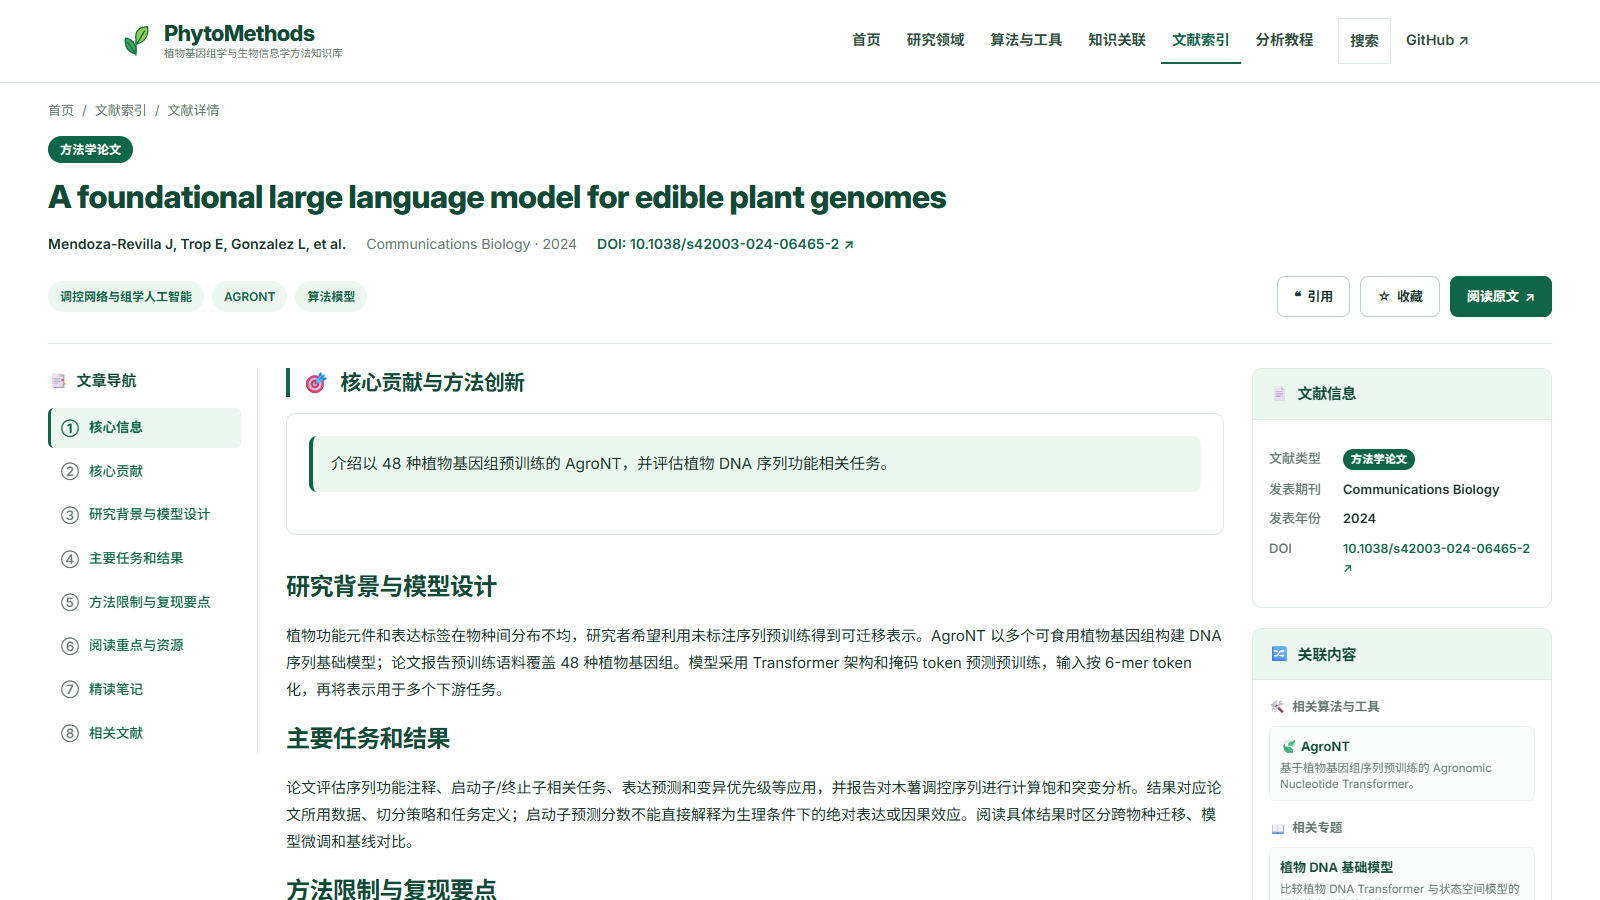 PhytoMethods
植物基因组学与生物信息学方法知识库
首页 研究领域 算法与工具 知识关联 文献索引 分析教程 搜索 GitHub ↗
首页 / 文献索引 / 文献详情
方法学论文
A foundational large language model for edible plant genomes
Mendoza-Revilla J, Trop E, Gonzalez L, et al. Communications Biology · 2024 DOI: 10.1038/s42003-024-06465-2 ↗
调控网络与组学人工智能 AGRONT 算法模型
❝ 引用 ☆ 收藏 阅读原文 ↗
文章导航
① 核心信息
② 核心贡献
③ 研究背景与模型设计
④ 主要任务和结果
⑤ 方法限制与复现要点
⑥ 阅读重点与资源
⑦ 精读笔记
⑧ 相关文献
核心贡献与方法创新
介绍以 48 种植物基因组预训练的 AgroNT，并评估植物 DNA 序列功能相关任务。
研究背景与模型设计
植物功能元件和表达标签在物种间分布不均，研究者希望利用未标注序列预训练得到可迁移表示。AgroNT 以多个可食用植物基因组构建 DNA
序列基础模型；论文报告预训练语料覆盖 48 种植物基因组。模型采用 Transformer 架构和掩码 token 预测预训练，输入按 6-mer token
化，再将表示用于多个下游任务。
主要任务和结果
论文评估序列功能注释、启动子/终止子相关任务、表达预测和变异优先级等应用，并报告对木薯调控序列进行计算饱和突变分析。结果对应论
文所用数据、切分策略和任务定义；启动子预测分数不能直接解释为生理条件下的绝对表达或因果效应。阅读具体结果时区分跨物种迁移、模
型微调和基线对比。
方法限制与复现要点
文献信息
文献类型 方法学论文
发表期刊 Communications Biology
发表年份 2024
DOI 10.1038/s42003-024-06465-2
↗
关联内容
相关算法与工具
AgroNT
基于植物基因组序列预训练的 Agronomic
Nucleotide Transformer。
相关专题
植物 DNA 基础模型
比较植物 DNA Transformer 与状态空间模型的